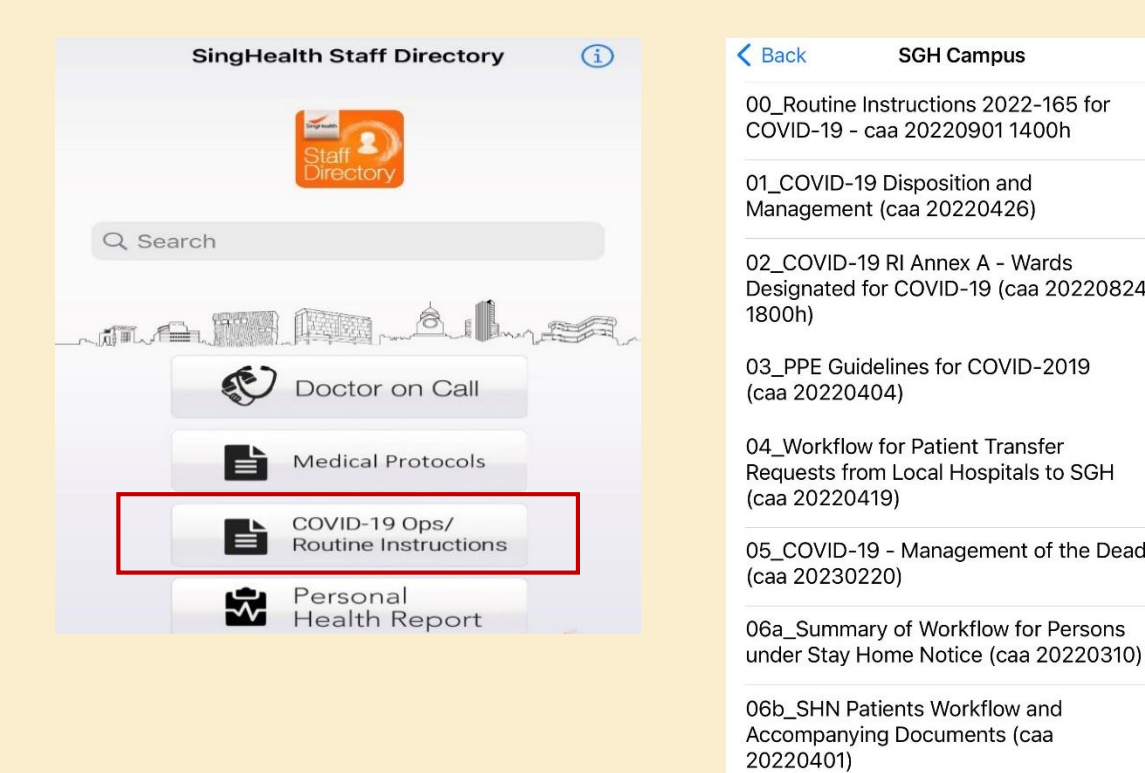 SingHealth Staff Directory
SingHealth
Staff
Directory
Search
Doctor on Call
Medical Protocols
COVID-19 Ops/
Routine Instructions
Personal
Health Report
Back
SGH Campus
00_Routine Instructions 2022-165 for
COVID-19 - caa 20220901 1400h
01_COVID-19 Disposition and
Management (caa 20220426)
02_COVID-19 RI Annex A - Wards
Designated for COVID-19 (caa 20220824
1800h)
03_PPE Guidelines for COVID-2019
(caa 20220404)
04_Workflow for Patient Transfer
Requests from Local Hospitals to SGH
(caa 20220419)
05_COVID-19 - Management of the Dead
(caa 20230220)
06a_Summary of Workflow for Persons
under Stay Home Notice (caa 20220310)
06b_SHN Patients Workflow and
Accompanying Documents (caa
20220401)